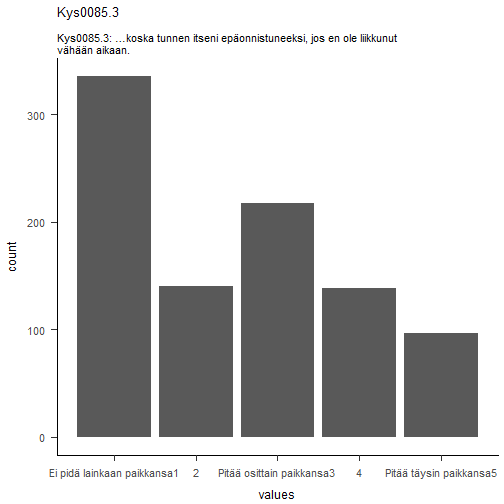 Kys0085.3
Kys0085.3: …koska tunnen itseni epäonnistuneeksi, jos en ole liikkunut
vähään aikaan.
300
200
100
0
count
Ei pidä lainkaan paikkansa1 2 Pitää osittain paikkansa3 4 Pitää täysin paikkansa5
values